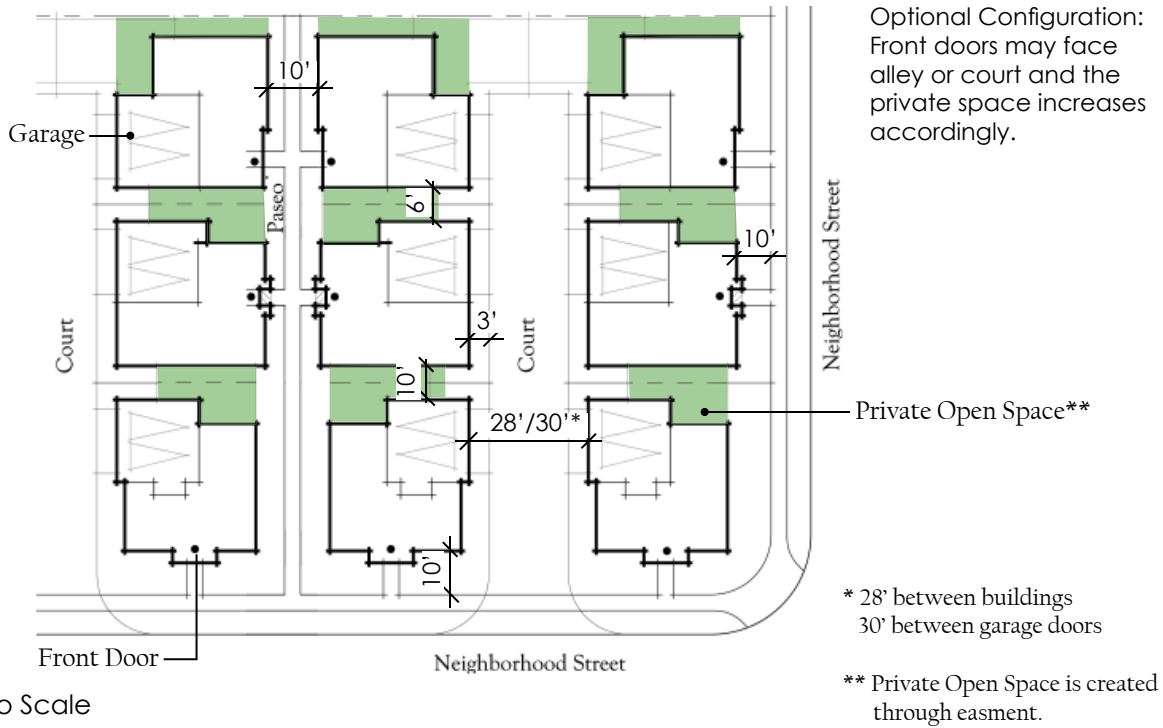 Optional Configuration:
Front doors may face
alley or court and the
private space increases
accordingly.
10’
Garage
Paseo
6’
10’
Neighborhood Street
Court
3’
Court
10’
28’/30’*
Private Open Space**
10’
* 28’ between buildings
30’ between garage doors
Front Door
Neighborhood Street
** Private Open Space is created
through easment.
Scale